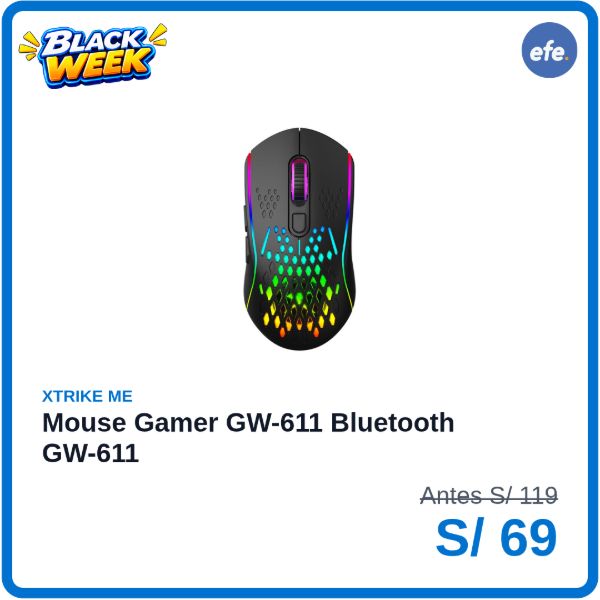 BLACK
WEEK
efe.
XTRIKE ME
Mouse Gamer GW-611 Bluetooth
GW-611
Antes S/ 119
S/ 69